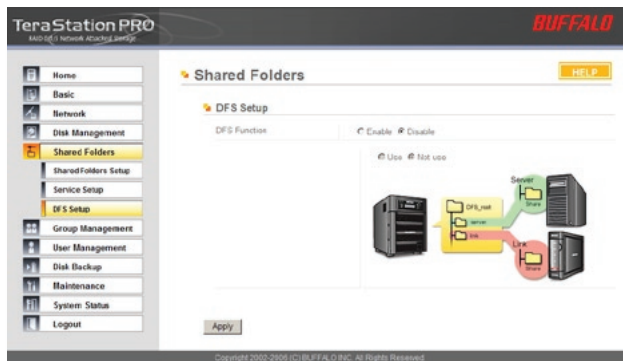 TeraStation PRO
RAID 0/1/5 Network Attached Storage
BUFFALO
Home
Basic
Network
Disk Management
Shared Folders
Shared Folders Setup
Service Setup
DFS Setup
Group Management
User Management
Disk Backup
Maintenance
System Status
Logout
Shared Folders
HELP
DFS Setup
DFS Function
Enable Disable
Use Not use
Server
Share
DFS_root
server
link
Link
Share
Apply
Copyright 2002-2006 (C) BUFFALO INC. All Rights Reserved